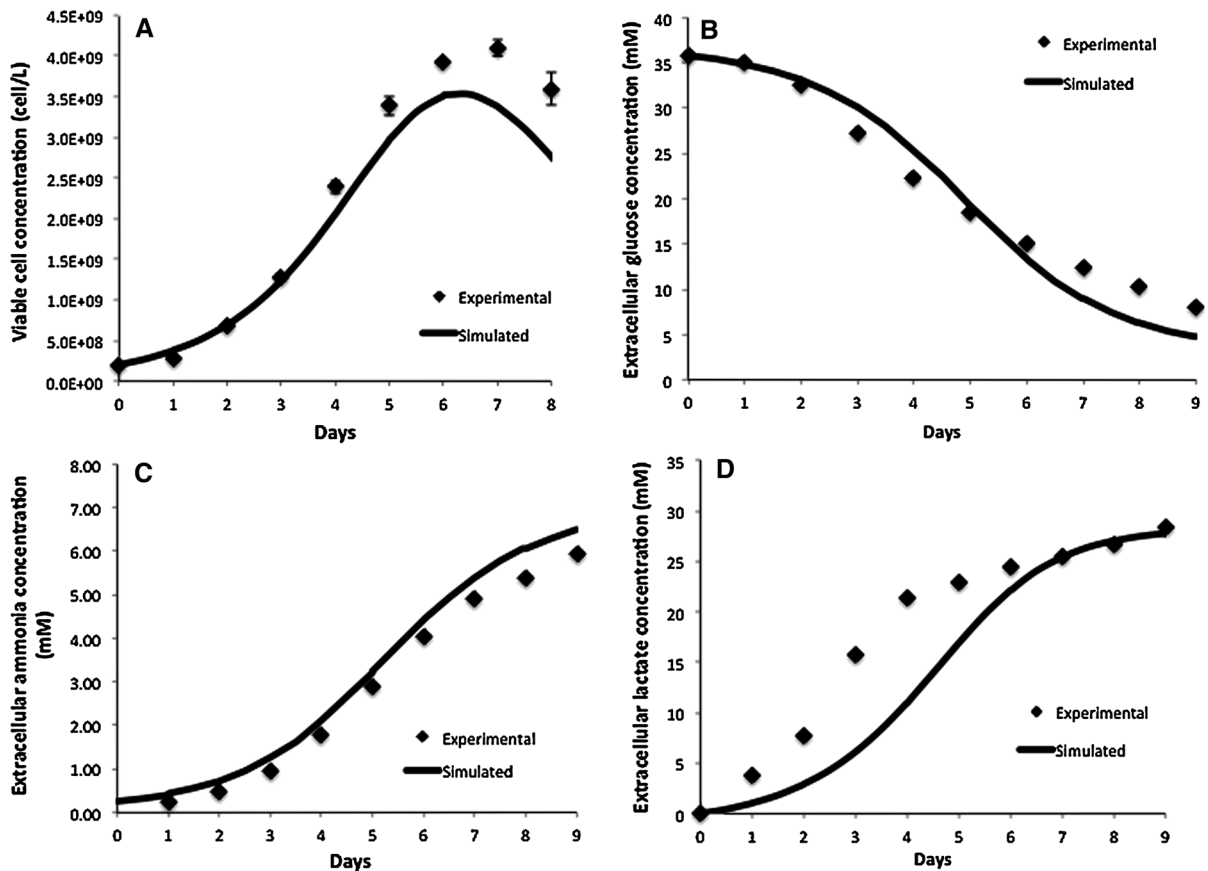 A
Viable cell concentration (cell/L)
4.5E+09
4.0E+09
3.5E+09
3.0E+09
2.5E+09
2.0E+09
1.5E+09
1.0E+09
5.0E+08
0.0E+00
Experimental
Simulated
0 1 2 3 4 5 6 7 8
Days
B
Extracellular glucose concentration (mM)
40
35
30
25
20
15
10
5
0
Experimental
Simulated
0 1 2 3 4 5 6 7 8 9
Days
C
Extracellular ammonia concentration
(mM)
8.00
7.00
6.00
5.00
4.00
3.00
2.00
1.00
0.00
Experimental
Simulated
0 1 2 3 4 5 6 7 8 9
Days
D
Extracellular lactate concentration (mM)
35
30
25
20
15
10
5
0
Experimental
Simulated
0 1 2 3 4 5 6 7 8 9
Days